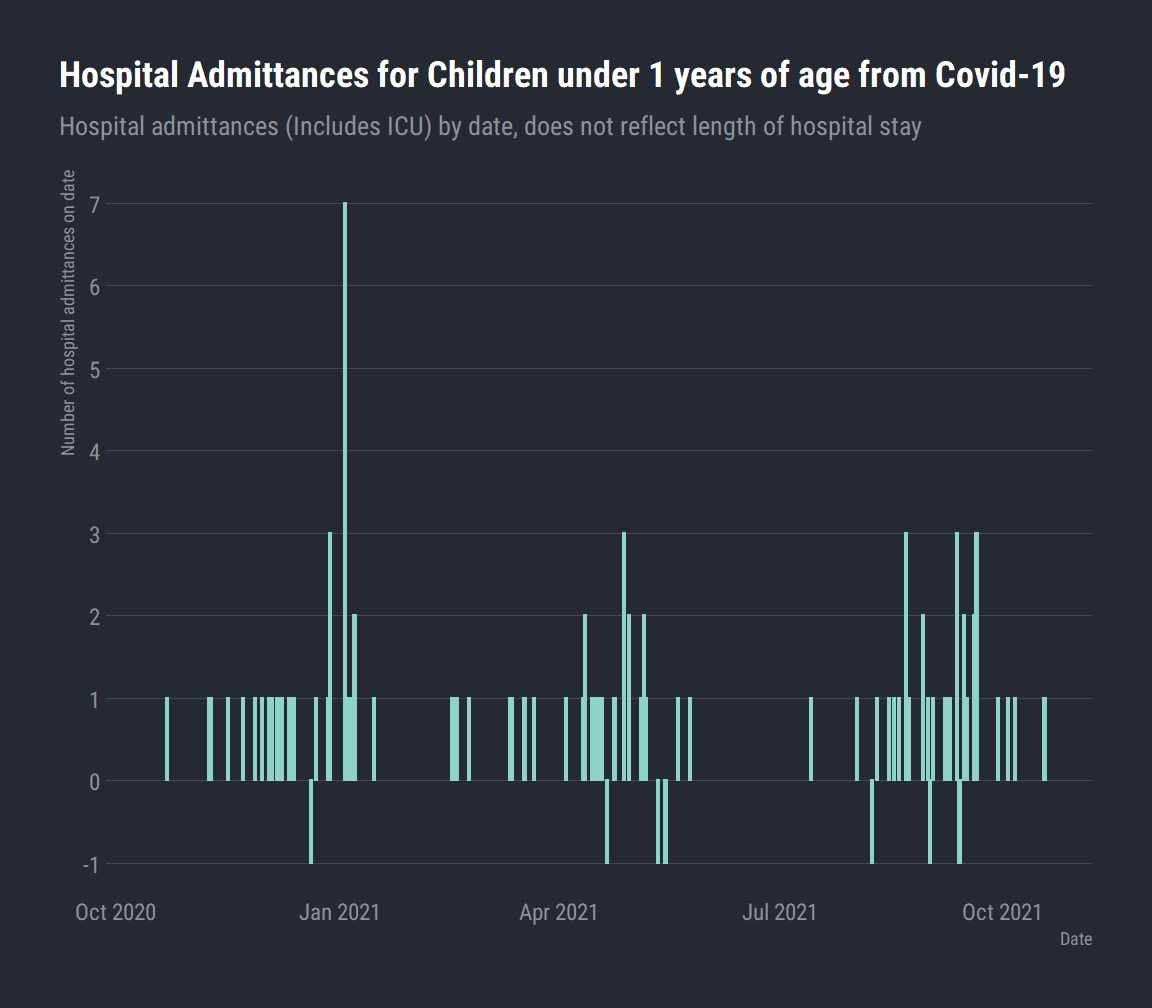 Hospital Admittances for Children under 1 years of age from Covid-19
Hospital admittances (Includes ICU) by date, does not reflect length of hospital stay
Number of hospital admittances on date
7
6
5
4
3
2
1
0
-1
Oct 2020
Jan 2021
Apr 2021
Jul 2021
Oct 2021
Date